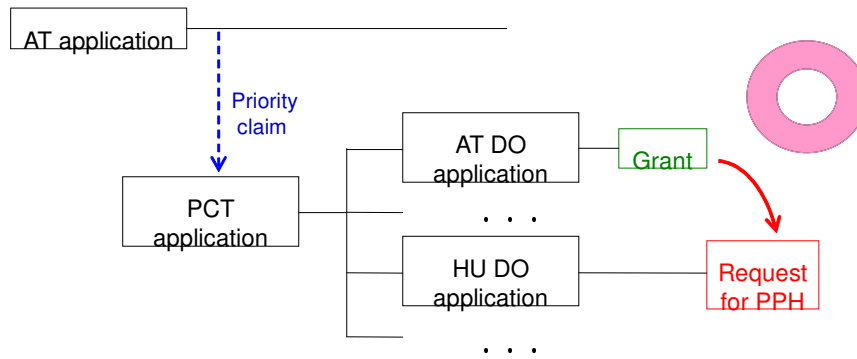 AT application
Priority
claim
AT DO
application
Grant
PCT
application
. . .
HU DO
application
Request
for PPH
. . .